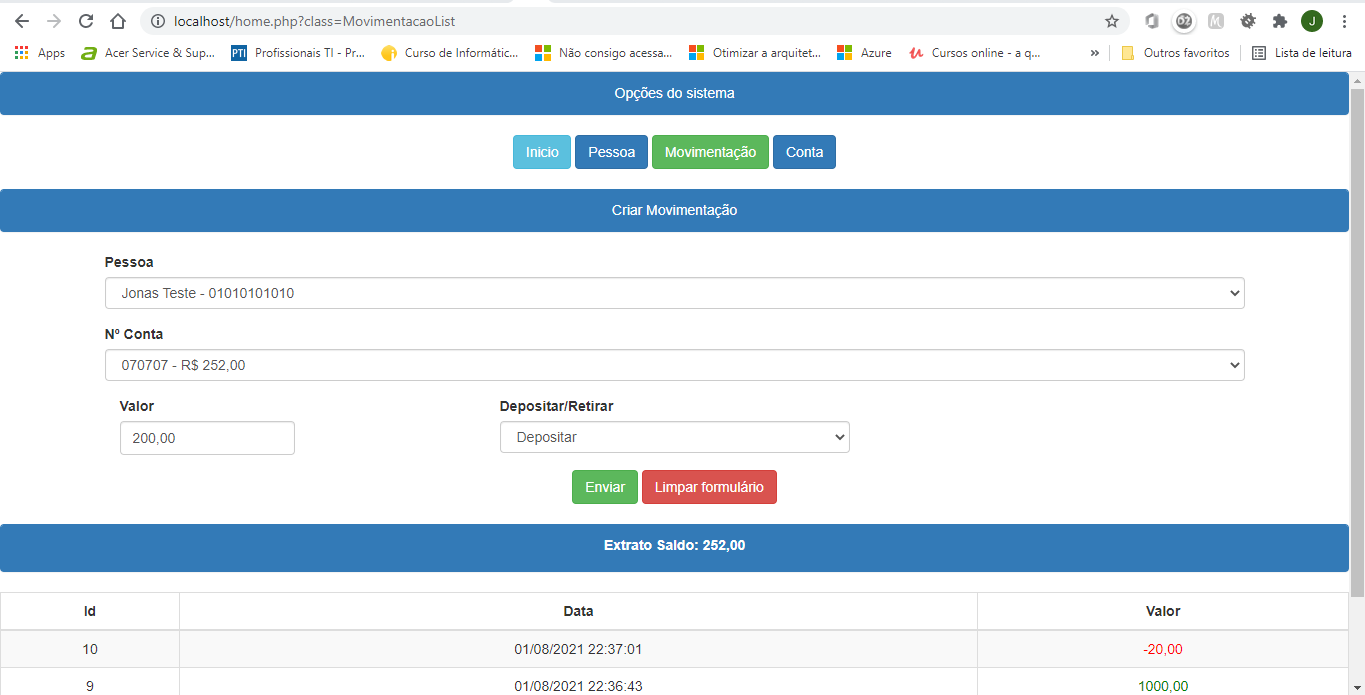 localhost/home.php?class=MovimentacaoList
J
Apps
Acer Service & Sup...
PTI Profissionais TI - Pr...
Curso de Informátic...
Não consigo acessa...
Otimizar a arquitet...
Azure
Cursos online - a q...
»
Outros favoritos
Lista de leitura
Opções do sistema
Inicio Pessoa Movimentação Conta
Criar Movimentação
Pessoa
Jonas Teste - 01010101010
Nº Conta
070707 - R$ 252,00
Valor Depositar/Retirar
200,00 Depositar
Enviar Limpar formulário
Extrato Saldo: 252,00
Id Data Valor
10 01/08/2021 22:37:01 -20,00
9 01/08/2021 22:36:43 1000,00